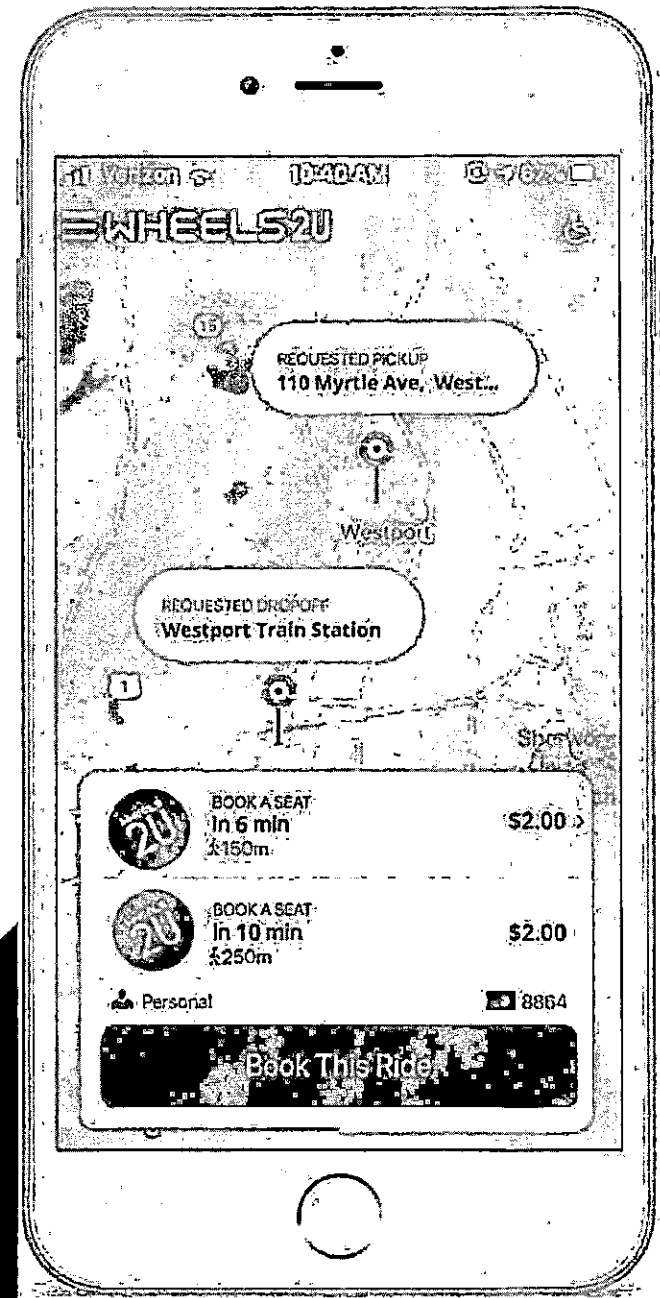 Verizon
10:40 AM
WHEELS2U
15
REQUESTED PICKUP
110 Myrtle Ave, West...
Westport
REQUESTED DROPOFF
Westport Train Station
1
BOOK A SEAT
In 6 min
$2.00 >
150m
BOOK A SEAT
In 10 min
$2.00
250m
Personal
8864
Book This Ride